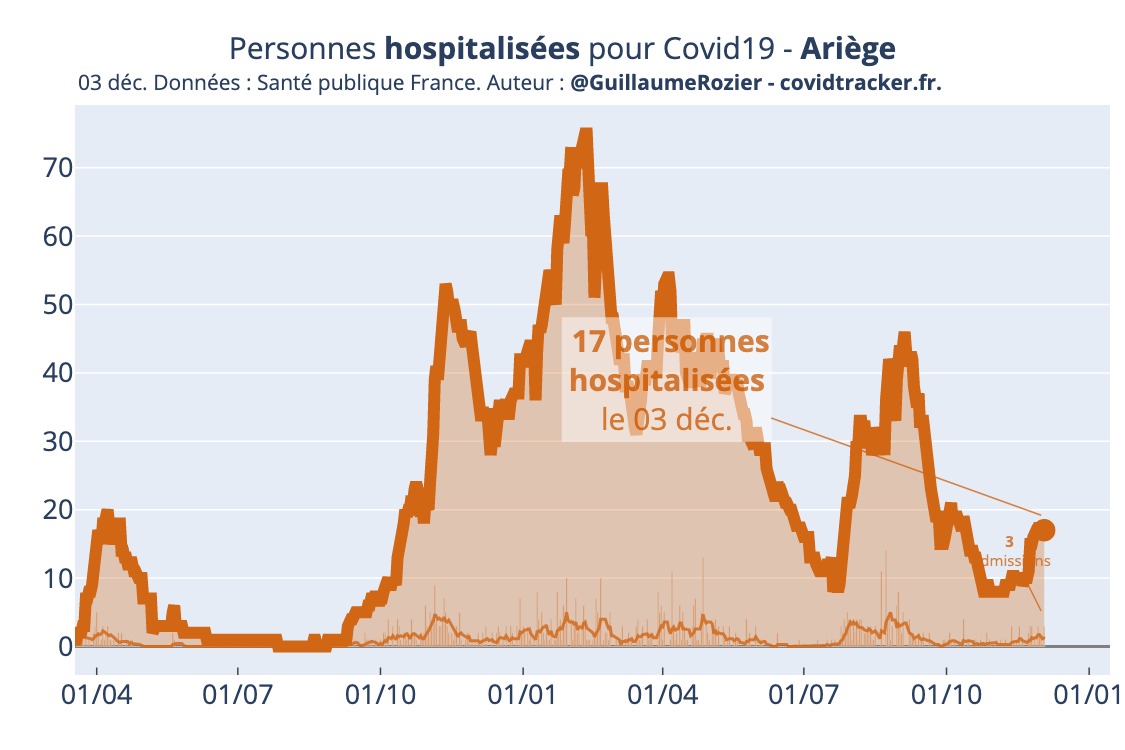 Personnes hospitalisées pour Covid19 - Ariège
03 déc. Données : Santé publique France. Auteur : @GuillaumeRozier - covidtracker.fr.
70
60
50
40
30
20
10
0
17 personnes
hospitalisées
le 03 déc.
3
dmissions
01/04
01/07
01/10
01/01
01/04
01/07
01/10
01/01